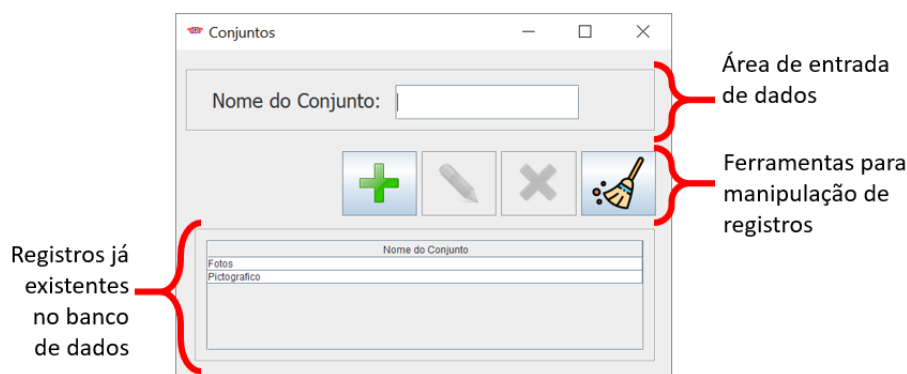 Conjuntos
Nome do Conjunto:
Área de entrada
de dados
Ferramentas para
manipulação de
registros
Registros já
existentes
no banco
de dados
Nome do Conjunto
Fotos
Pictografico